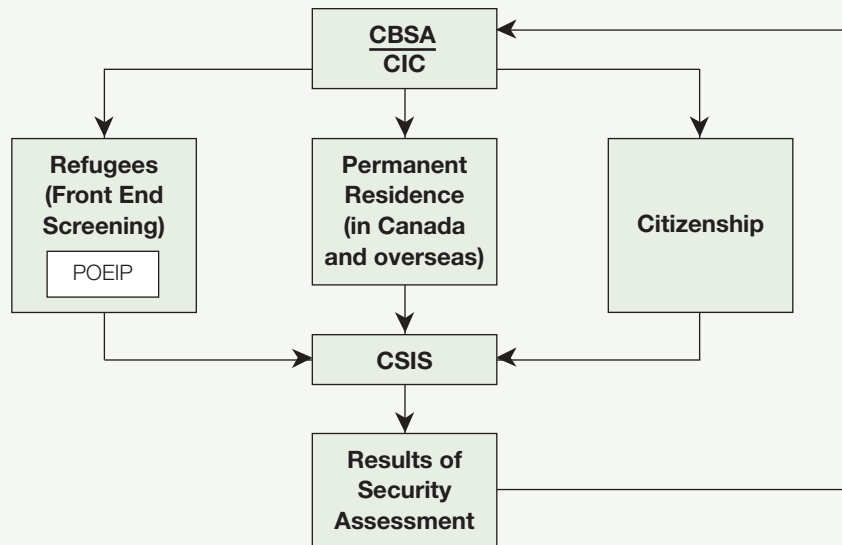 CBSA
CIC
Refugees
(Front End
Screening)
POEIP
Permanent
Residence
(in Canada
and overseas)
Citizenship
CSIS
Results of
Security
Assessment